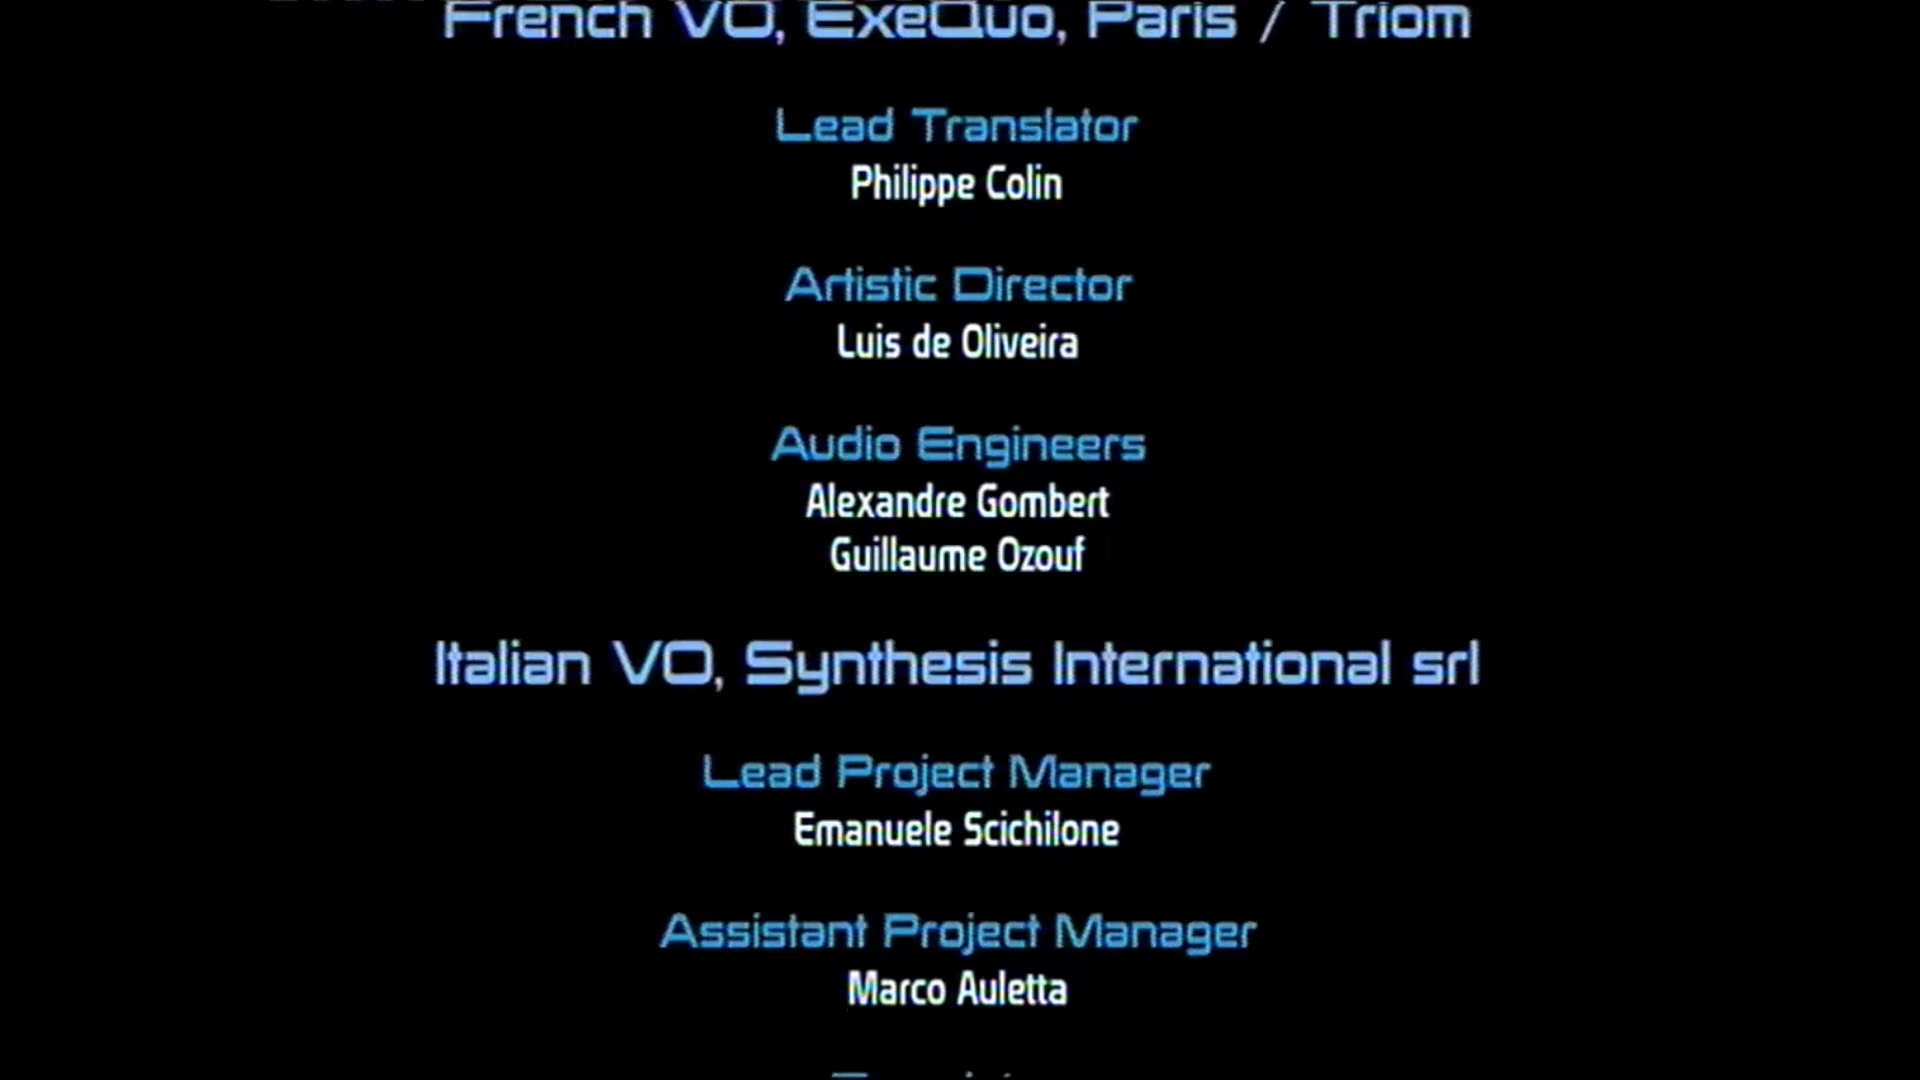 French VO, ExeQuo, Paris / Triom
Lead Translator
Philippe Colin
Artistic Director
Luis de Oliveira
Audio Engineers
Alexandre Gombert
Guillaume Ozouf
Italian VO, Synthesis International srl
Lead Project Manager
Emanuele Scichilone
Assistant Project Manager
Marco Auletta